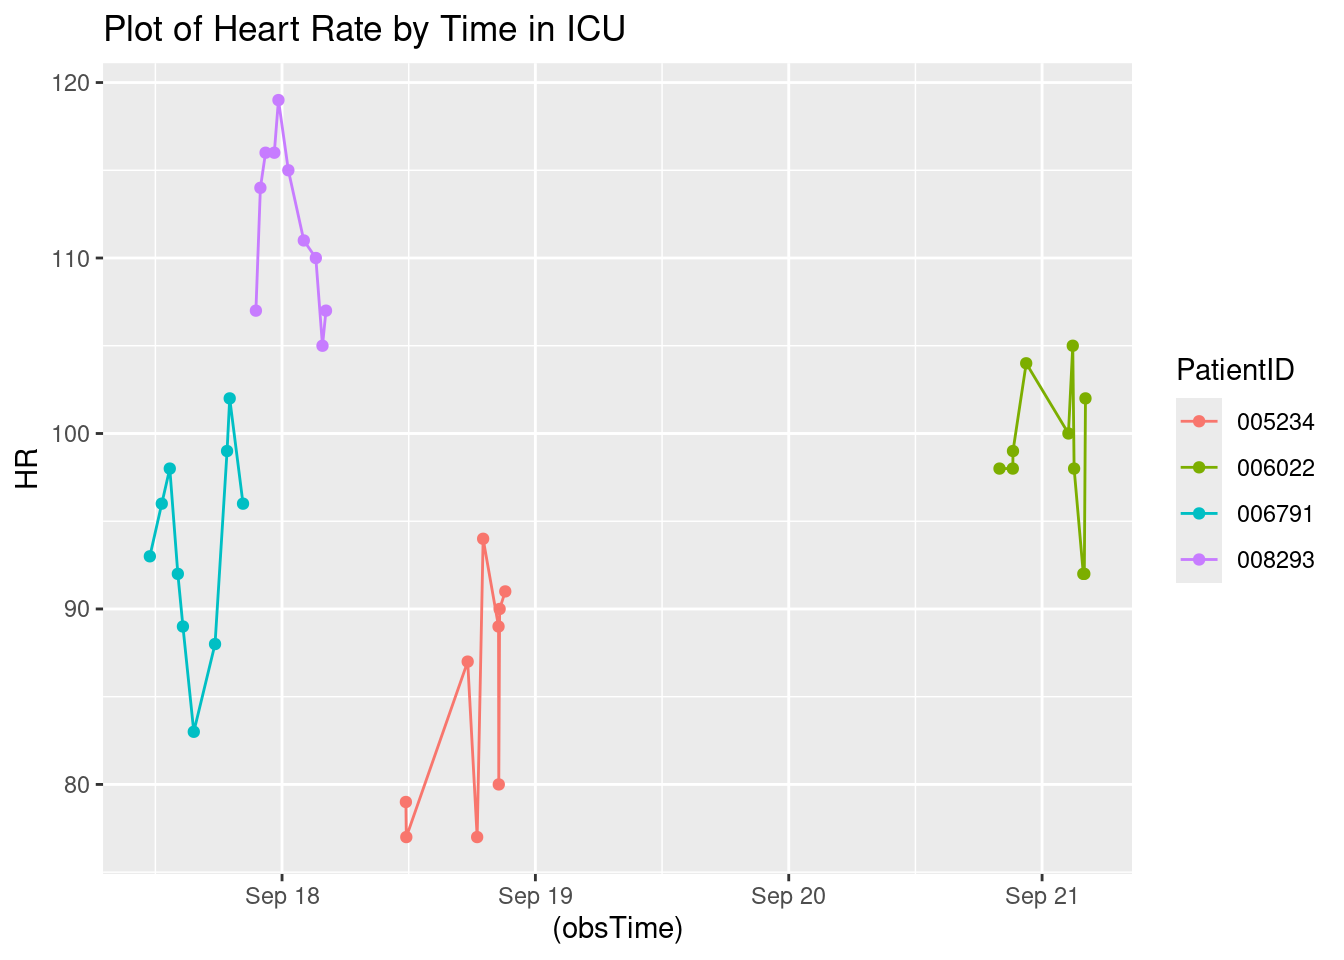 Plot of Heart Rate by Time in ICU
120
110
100
90
80
HR
Sep 18 Sep 19 Sep 20 Sep 21
(obsTime)
PatientID
005234
006022
006791
008293